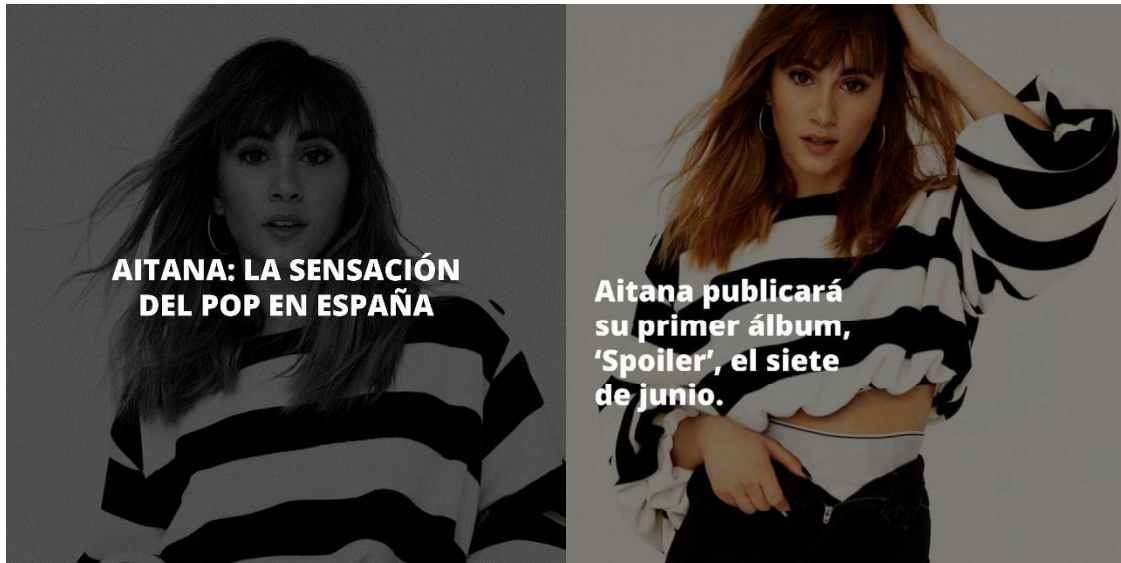 AITANA: LA SENSACIÓN
DEL POP EN ESPAÑA
Aitana publicará
su primer álbum,
‘Spoiler’, el siete
de junio.